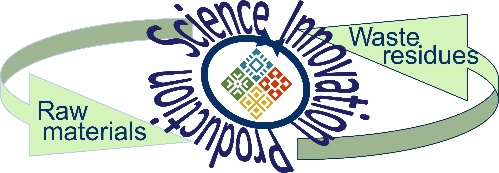 Science Innovation Production
Waste
residues
Raw
materials